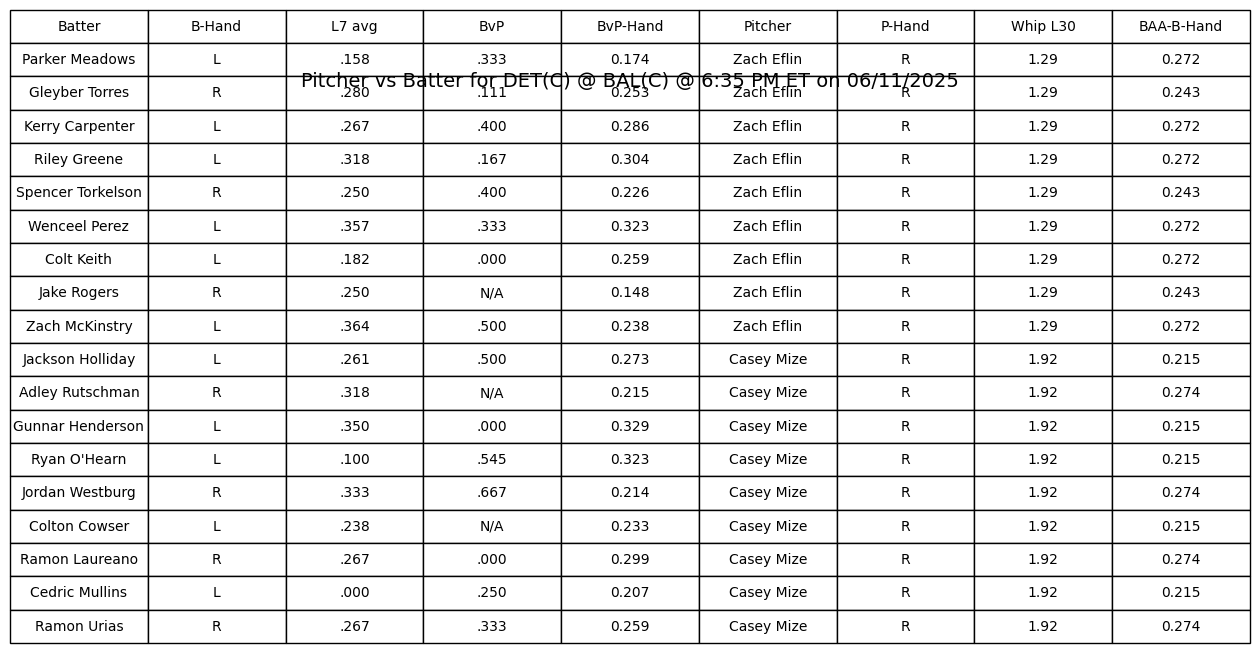 Batter B-Hand L7 avg BvP BvP-Hand Pitcher P-Hand Whip L30 BAA-B-Hand
Parker Meadows L .158 .333 0.174 Zach Eflin R 1.29 0.272
Pitcher vs Batter for DET(C) @ BAL(C) @ 6:35 PM ET on 06/11/2025
Gleyber Torres R .280 .111 0.253 Zach Eflin R 1.29 0.243
Kerry Carpenter L .267 .400 0.286 Zach Eflin R 1.29 0.272
Riley Greene L .318 .167 0.304 Zach Eflin R 1.29 0.272
Spencer Torkelson R .250 .400 0.226 Zach Eflin R 1.29 0.243
Wenceel Perez L .357 .333 0.323 Zach Eflin R 1.29 0.272
Colt Keith L .182 .000 0.259 Zach Eflin R 1.29 0.272
Jake Rogers R .250 N/A 0.148 Zach Eflin R 1.29 0.243
Zach McKinstry L .364 .500 0.238 Zach Eflin R 1.29 0.272
Jackson Holliday L .261 .500 0.273 Casey Mize R 1.92 0.215
Adley Rutschman R .318 N/A 0.215 Casey Mize R 1.92 0.274
Gunnar Henderson L .350 .000 0.329 Casey Mize R 1.92 0.215
Ryan O'Hearn L .100 .545 0.323 Casey Mize R 1.92 0.215
Jordan Westburg R .333 .667 0.214 Casey Mize R 1.92 0.274
Colton Cowser L .238 N/A 0.233 Casey Mize R 1.92 0.215
Ramon Laureano R .267 .000 0.299 Casey Mize R 1.92 0.274
Cedric Mullins L .000 .250 0.207 Casey Mize R 1.92 0.215
Ramon Urias R .267 .333 0.259 Casey Mize R 1.92 0.274